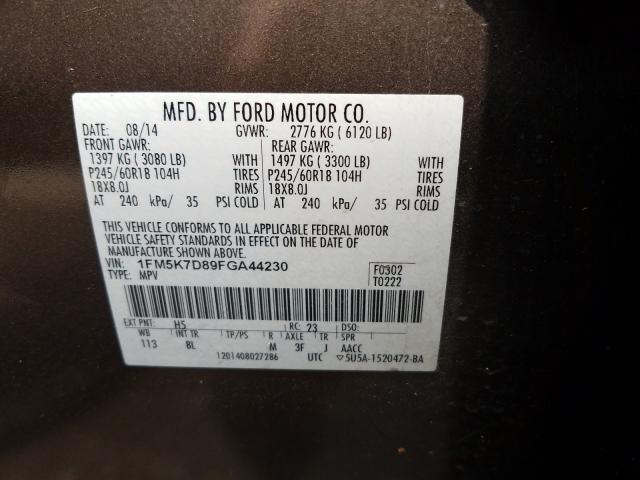 MFD. BY FORD MOTOR CO.
DATE: 08/14 GVWR: 2776 KG ( 6120 LB)
FRONT GAWR: REAR GAWR:
1397 KG ( 3080 LB) WITH 1497 KG ( 3300 LB) WITH
P245/60R18 104H TIRES P245/60R18 104H TIRES
18X8.0J RIMS 18X8.0J RIMS
AT 240 kPa/ 35 PSI COLD AT 240 kPa/ 35 PSI COLD
THIS VEHICLE CONFORMS TO ALL APPLICABLE FEDERAL MOTOR
VEHICLE SAFETY STANDARDS IN EFFECT ON THE DATE OF
MANUFACTURE SHOWN ABOVE.
VIN: 1FM5K7D89FGA44230 F0302
TYPE: MPV T0222
EXT PNT: H5 RC: 23 DSO:
WB INT TR TP/PS R AXLE TR SPR
113 8L M 3F J AACC
1201408027286 UTC ▽5U5A-1520472-BA